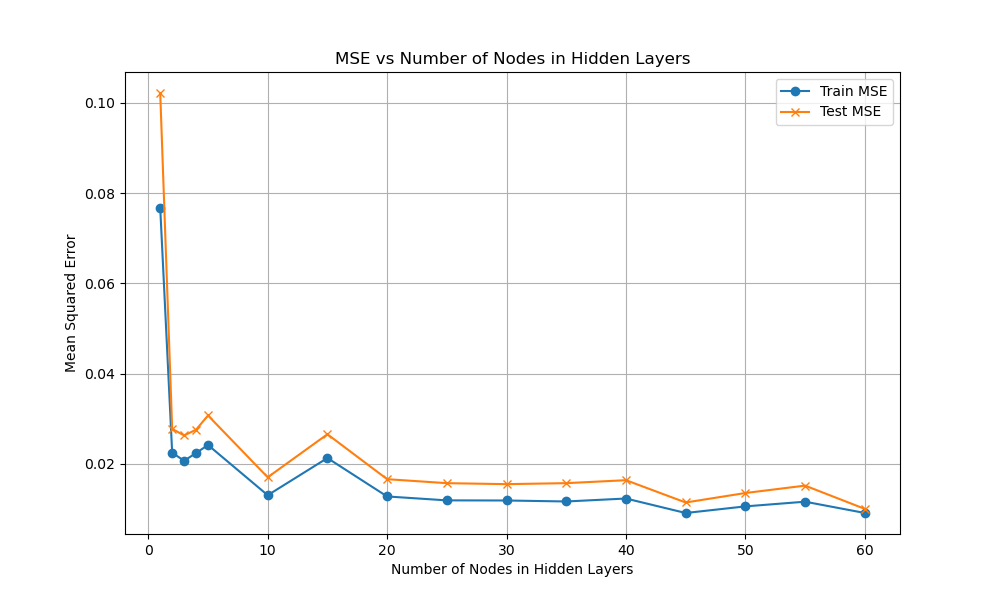 MSE vs Number of Nodes in Hidden Layers
Train MSE
Test MSE
0.10
0.08
0.06
0.04
0.02
Mean Squared Error
0 10 20 30 40 50 60
Number of Nodes in Hidden Layers